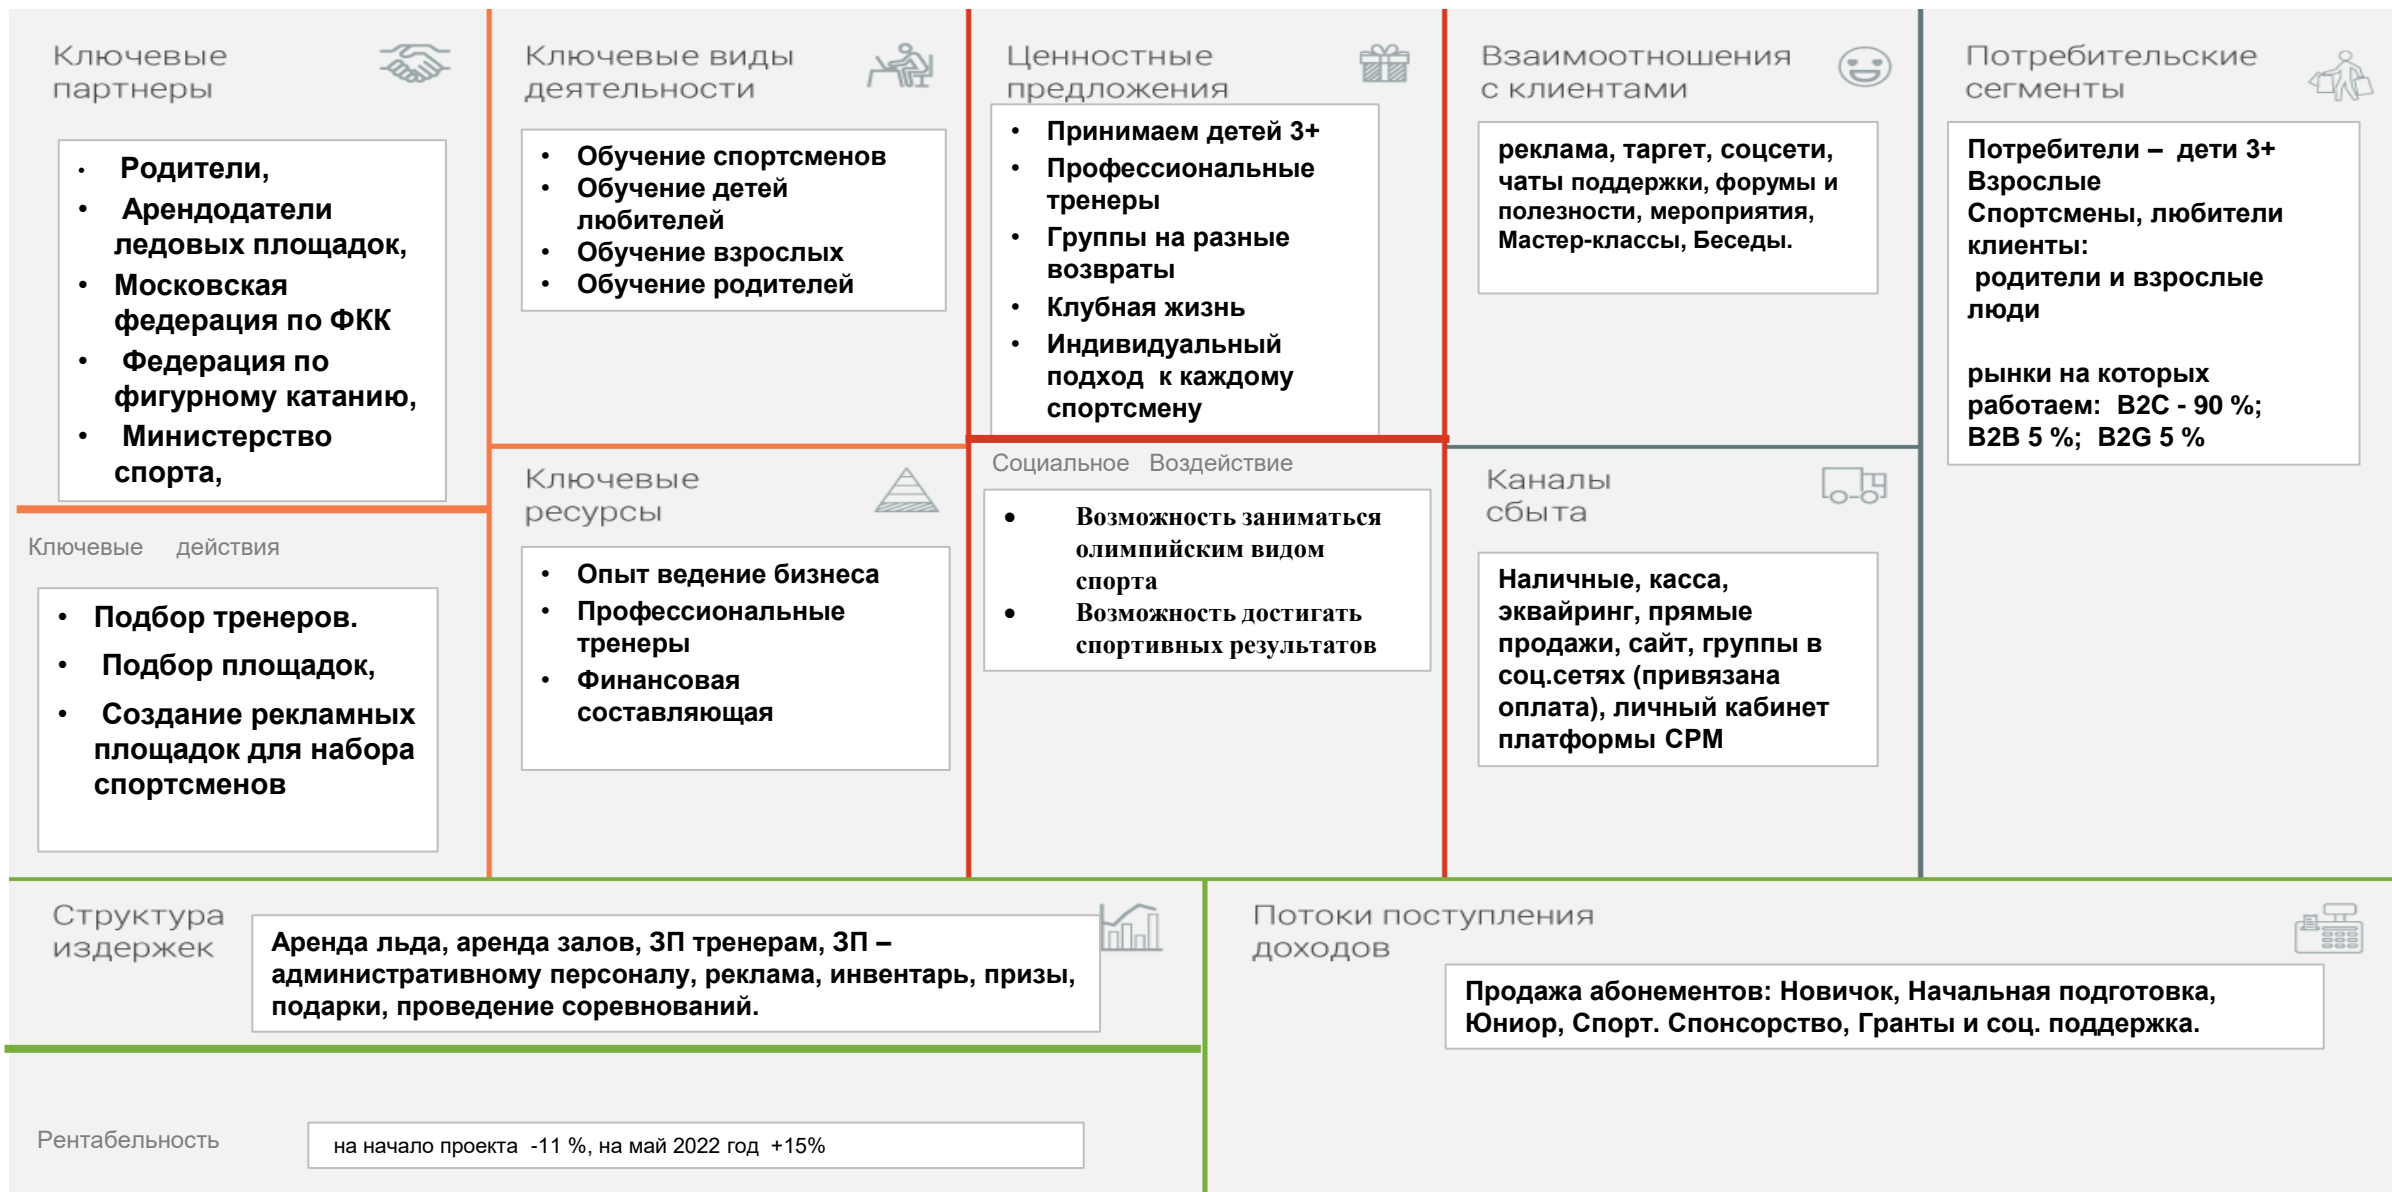 Ключевые
партнеры
• Родители,
• Арендодатели
ледовых площадок,
• Московская
федерация по ФКК
• Федерация по
фигурному катанию,
• Министерство
спорта,
Ключевые действия
• Подбор тренеров.
• Подбор площадок,
• Создание рекламных
площадок для набора
спортсменов
Ключевые виды
деятельности
• Обучение спортсменов
• Обучение детей
любителей
• Обучение взрослых
• Обучение родителей
Ключевые
ресурсы
• Опыт ведение бизнеса
• Профессиональные
тренеры
• Финансовая
составляющая
Ценностные
предложения
• Принимаем детей 3+
• Профессиональные
тренеры
• Группы на разные
возвраты
• Клубная жизнь
• Индивидуальный
подход к каждому
спортсмену
Социальное Воздействие
• Возможность заниматься
олимпийским видом
спорта
• Возможность достигать
спортивных результатов
Взаимоотношения
с клиентами
реклама, таргет, соцсети,
чаты поддержки, форумы и
полезности, мероприятия,
Мастер-классы, Беседы.
Каналы
сбыта
Наличные, касса,
эквайринг, прямые
продажи, сайт, группы в
соц.сетях (привязана
оплата), личный кабинет
платформы СРМ
Потребительские
сегменты
Потребители – дети 3+
Взрослые
Спортсмены, любители
клиенты:
родители и взрослые
люди
рынки на которых
работаем: B2C - 90 %;
B2B 5 %; B2G 5 %
Структура
издержек
Аренда льда, аренда залов, ЗП тренерам, ЗП –
административному персоналу, реклама, инвентарь, призы,
подарки, проведение соревнований.
Потоки поступления
доходов
Продажа абонементов: Новичок, Начальная подготовка,
Юниор, Спорт. Спонсорство, Гранты и соц. поддержка.
Рентабельность
на начало проекта -11 %, на май 2022 год +15%